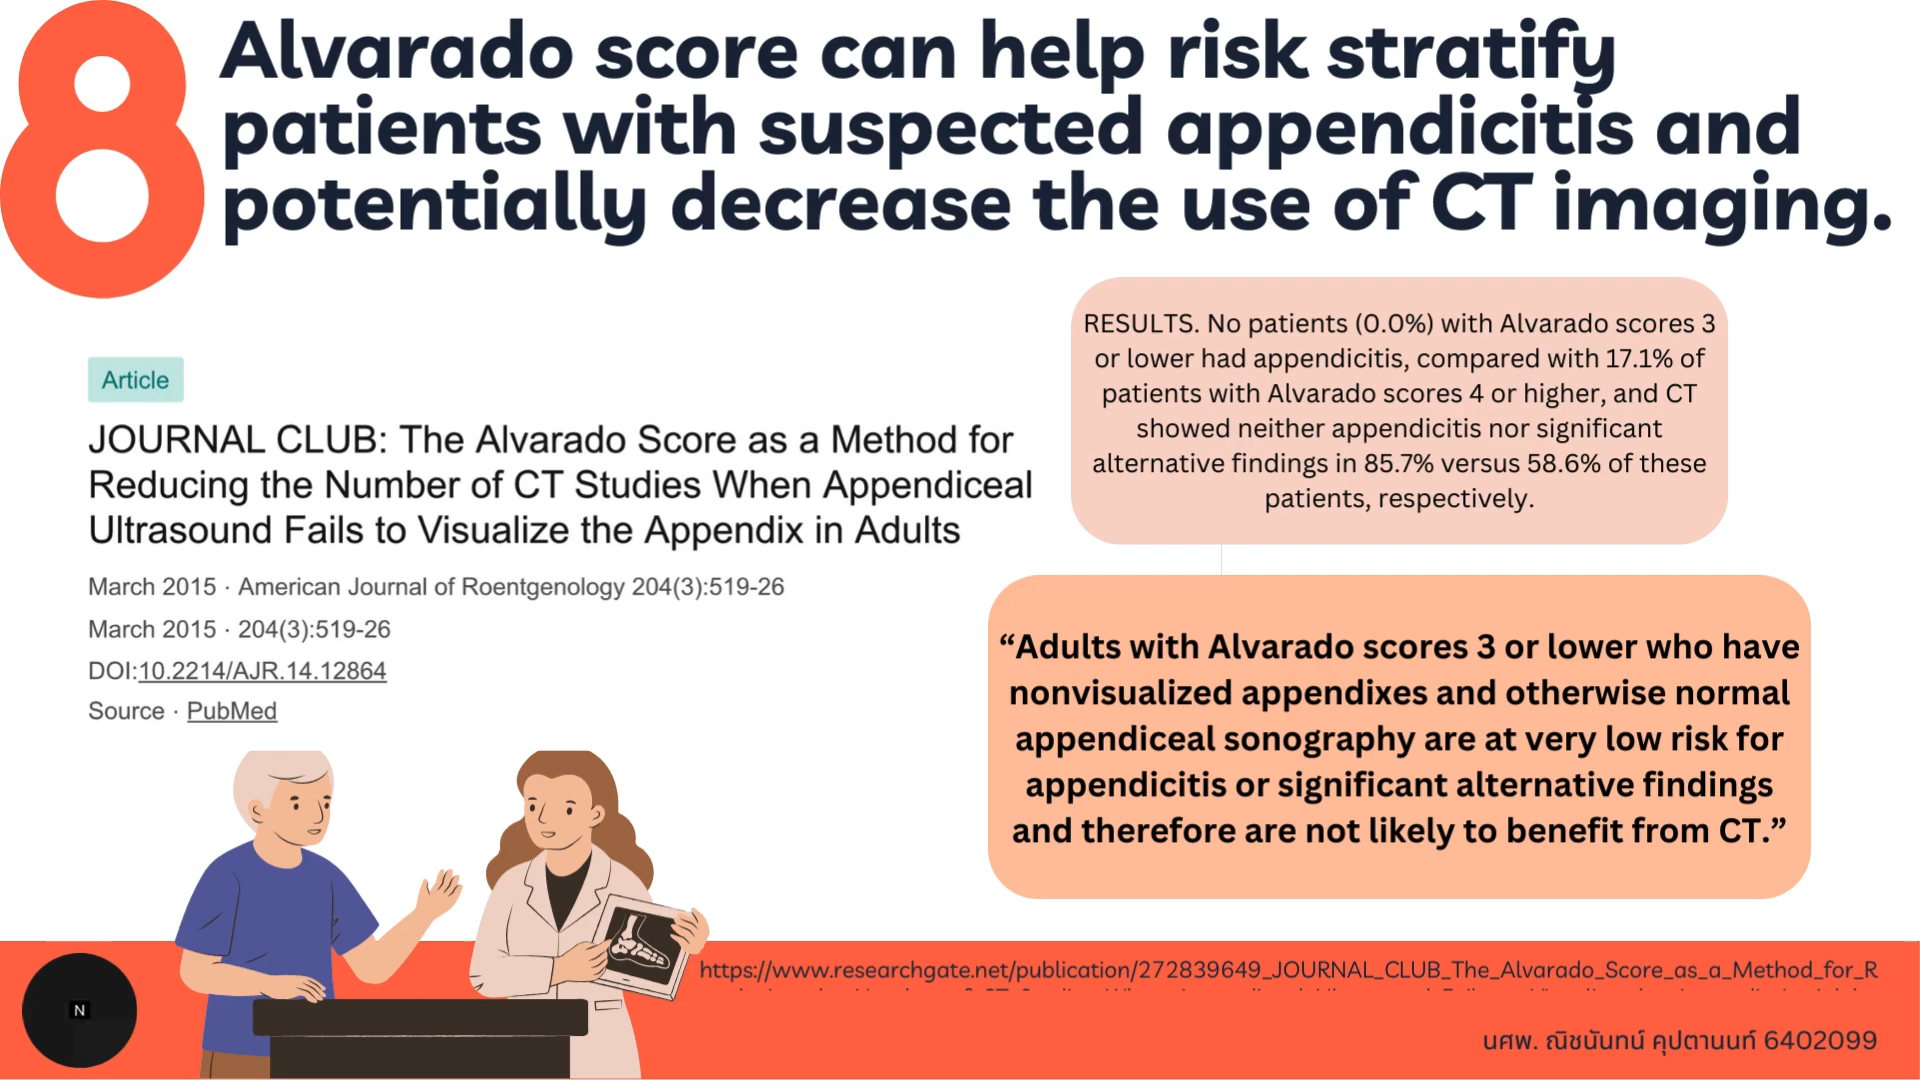 8
Alvarado score can help risk stratify
patients with suspected appendicitis and
potentially decrease the use of CT imaging.
Article
JOURNAL CLUB: The Alvarado Score as a Method for
Reducing the Number of CT Studies When Appendiceal
Ultrasound Fails to Visualize the Appendix in Adults
March 2015 · American Journal of Roentgenology 204(3):519-26
March 2015 · 204(3):519-26
DOI:10.2214/AJR.14.12864
Source · PubMed
RESULTS. No patients (0.0%) with Alvarado scores 3
or lower had appendicitis, compared with 17.1% of
patients with Alvarado scores 4 or higher, and CT
showed neither appendicitis nor significant
alternative findings in 85.7% versus 58.6% of these
patients, respectively.
“Adults with Alvarado scores 3 or lower who have
nonvisualized appendixes and otherwise normal
appendiceal sonography are at very low risk for
appendicitis or significant alternative findings
and therefore are not likely to benefit from CT.”
https://www.researchgate.net/publication/272839649_JOURNAL_CLUB_The_Alvarado_Score_as_a_Method_for_R
N
นศพ. ณิชนันทน์ คุปตานนท์ 6402099